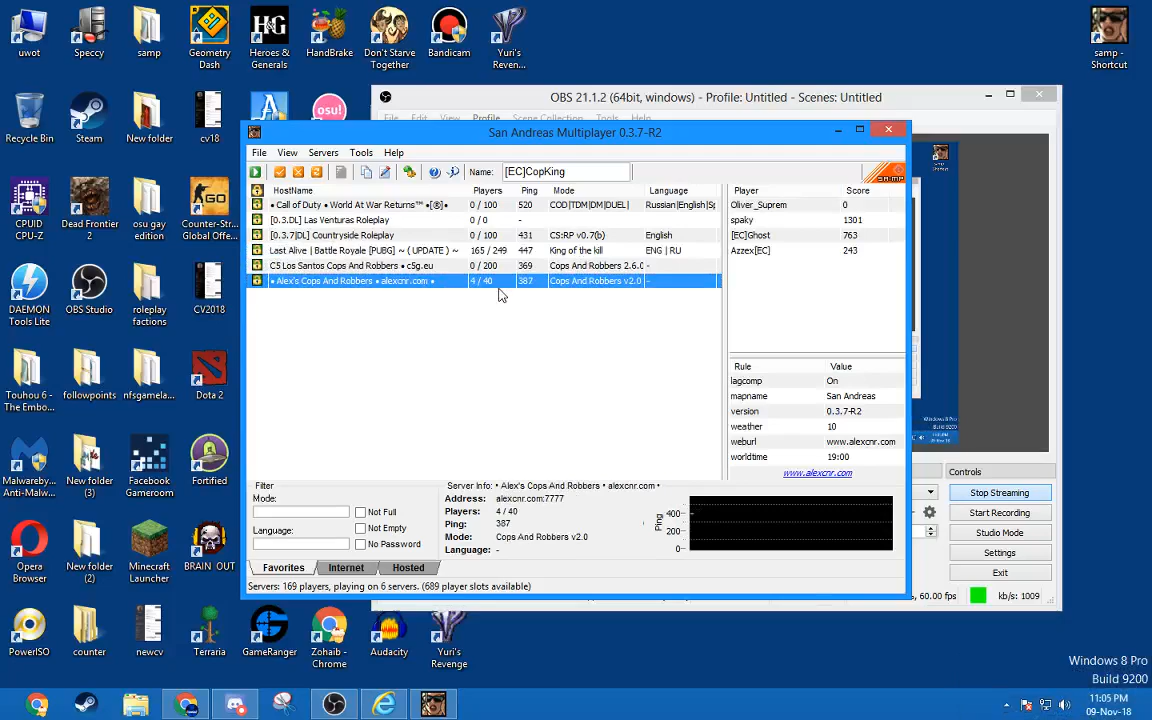 uwot
Speccy
samp
Geometry Dash
Heroes & Generals
HandBrake
Don't Starve Together
Bandicam
Yuri's Reven...
samp - Shortcut
Recycle Bin
Steam
New folder
cv18
osu!
OBS 21.1.2 (64bit, windows) - Profile: Untitled - Scenes: Untitled
File Edit View Profile Scene Collection Tools Help
San Andreas Multiplayer 0.3.7-R2
File View Servers Tools Help
Name: [EC]CopKing
HostName Players Ping Mode Language
• Call of Duty • World At War Returns™ •[®]• 0 / 100 520 COD|TDM|DM|DUEL| Russian|English|Sp
[0.3.DL] Las Venturas Roleplay 0 / 0 -
[0.3.7|DL] Countryside Roleplay 0 / 100 431 CS:RP v0.7(b) English
Last Alive | Battle Royale [PUBG] ~ ( UPDATE ) ~ 165 / 249 447 King of the kill ENG | RU
C5 Los Santos Cops And Robbers • c5g.eu 0 / 200 369 Cops And Robbers 2.6.0 -
• Alex's Cops And Robbers • alexcnr.com • 4 / 40 387 Cops And Robbers v2.0 -
Player Score
Oliver_Suprem 0
spaky 1301
[EC]Ghost 763
Azzex[EC] 243
Rule Value
lagcomp On
mapname San Andreas
version 0.3.7-R2
weather 10
weburl www.alexcnr.com
worldtime 19:00
www.alexcnr.com
Filter
Mode:
Not Full
Not Empty
Language:
No Password
Server Info: • Alex's Cops And Robbers • alexcnr.com •
Address: alexcnr.com:7777
Players: 4 / 40
Ping: 387
Mode: Cops And Robbers v2.0
Language: -
Ping
400
200
0
Favorites Internet Hosted
Servers: 169 players, playing on 6 servers. (689 player slots available)
Controls
Stop Streaming
Start Recording
Studio Mode
Settings
Exit
, 60.00 fps kb/s: 1009
CPUID CPU-Z
Dead Frontier 2
osu gay edition
Counter-Str... Global Offe...
DAEMON Tools Lite
OBS Studio
roleplay factions
CV2018
Touhou 6 - The Embo...
followpoints
nfsgamela...
Dota 2
Malwareby... Anti-Malw...
New folder (3)
Facebook Gameroom
Fortified
Opera Browser
New folder (2)
Minecraft Launcher
BRAIN OUT
PowerISO
counter
newcv
Terraria
GameRanger
Zohaib - Chrome
Audacity
Yuri's Revenge
Windows 8 Pro
Build 9200
11:05 PM
09-Nov-18